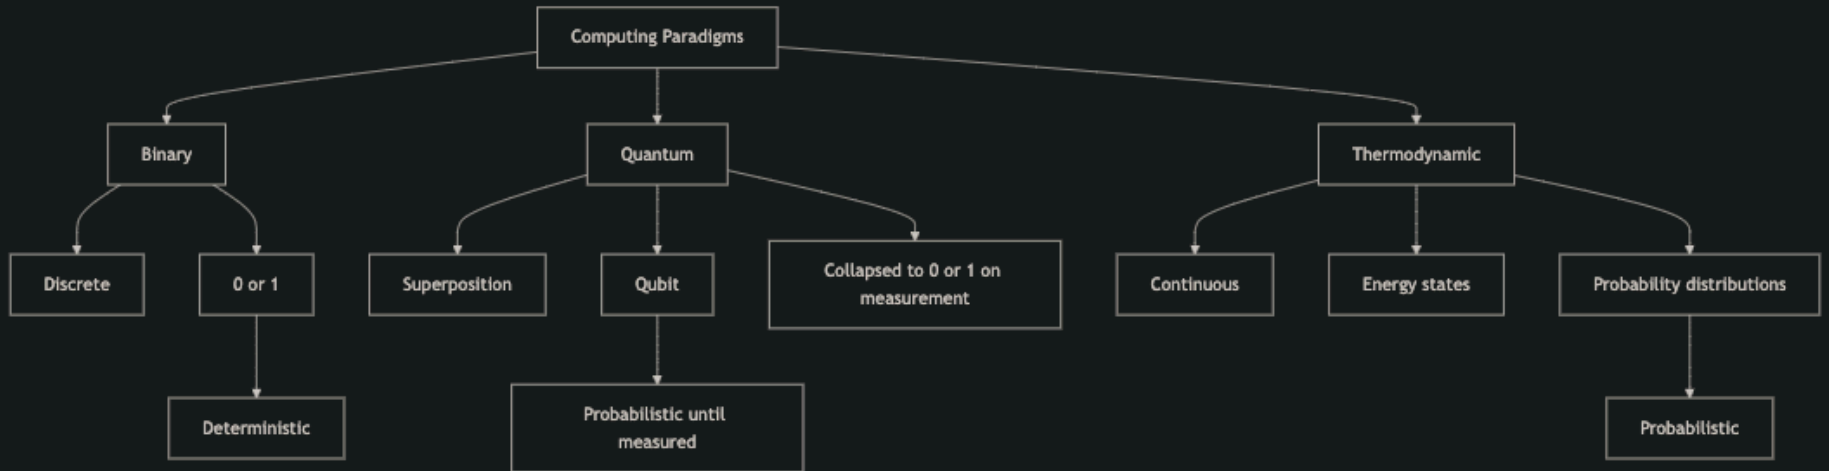 Computing Paradigms
Binary
Quantum
Thermodynamic
Discrete
0 or 1
Superposition
Qubit
Collapsed to 0 or 1 on
measurement
Continuous
Energy states
Probability distributions
Deterministic
Probabilistic until
measured
Probabilistic